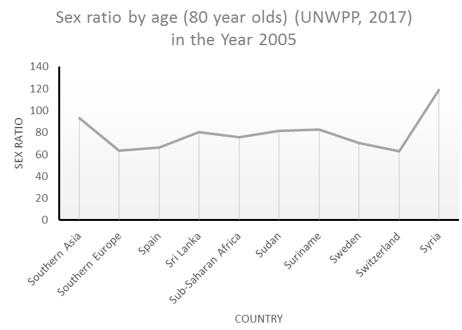 Sex ratio by age (80 year olds) (UNWPP, 2017)
in the Year 2005
140
120
100
80
60
40
20
0
SEX RATIO
Southern Asia
Southern Europe
Spain
Sri Lanka
Sub-Saharan Africa
Sudan
Suriname
Sweden
Switzerland
Syria
COUNTRY